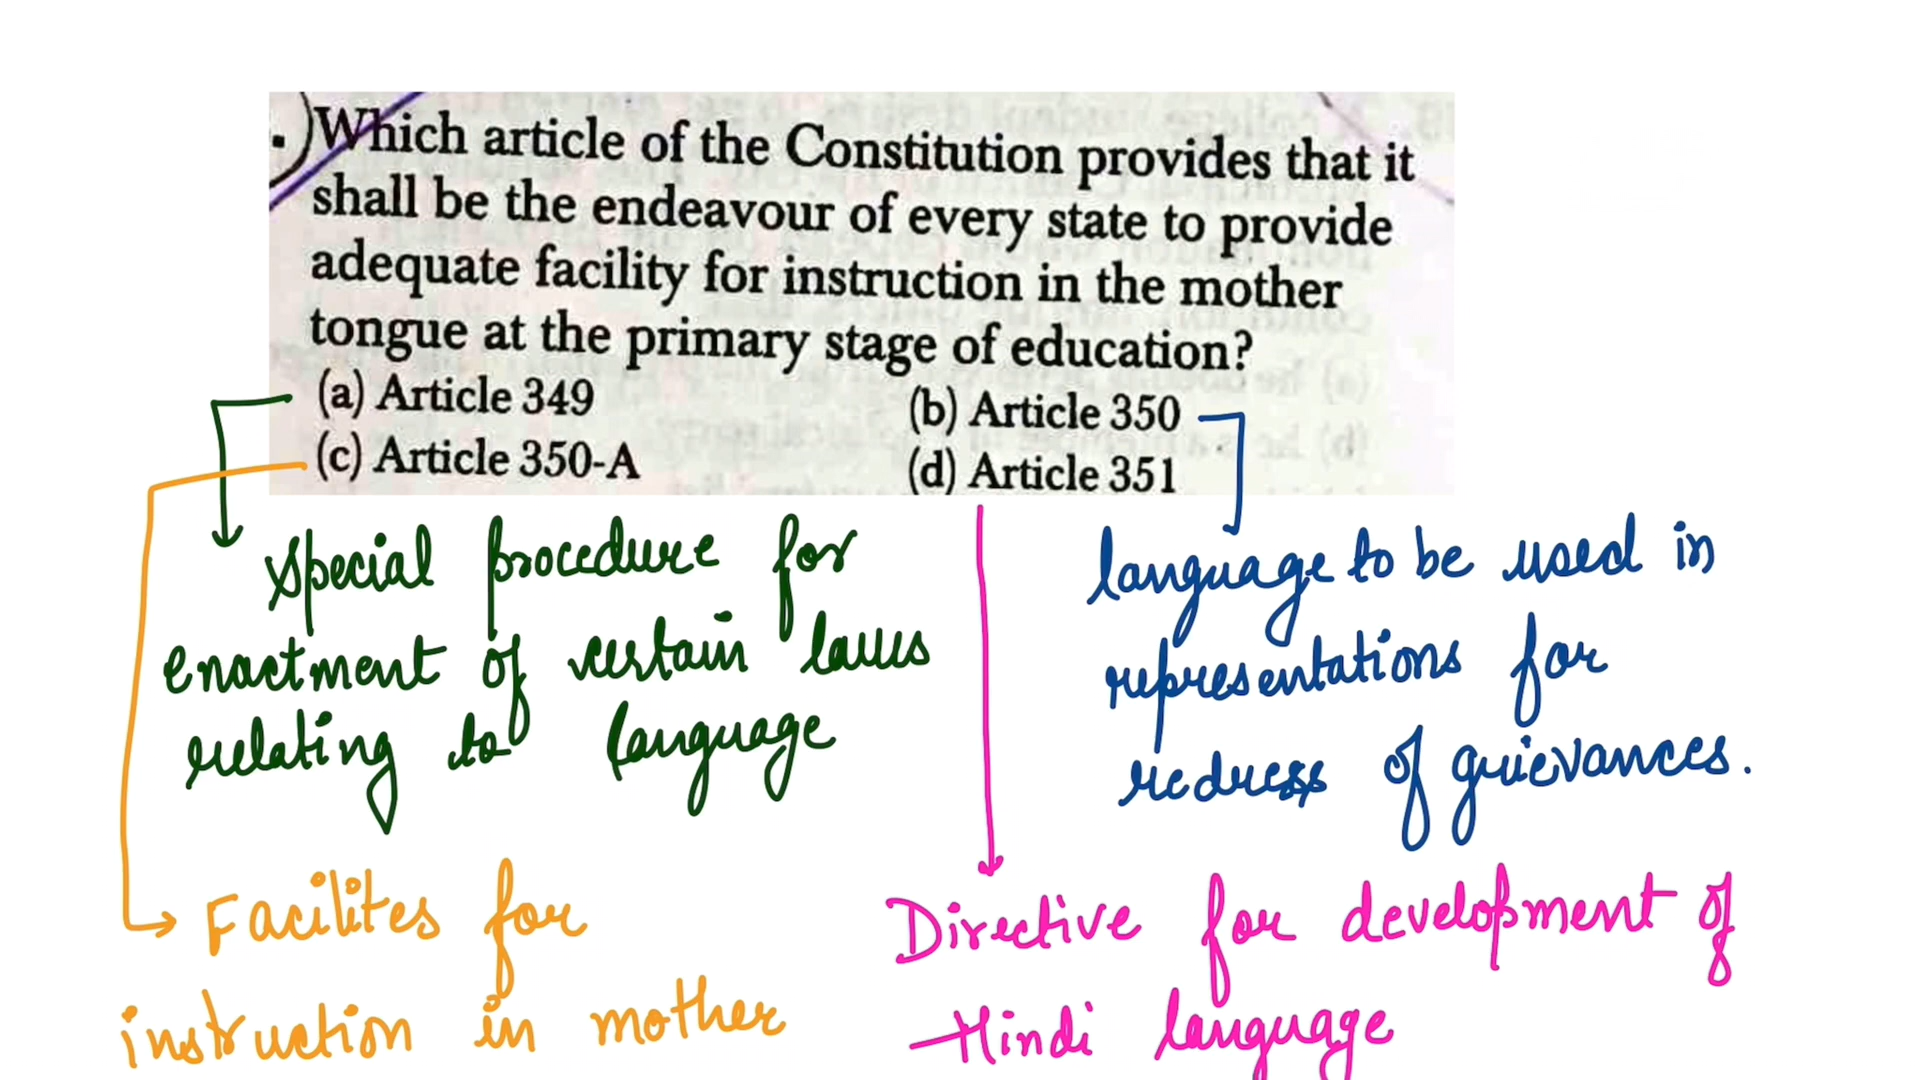 . ) Which article of the Constitution provides that it
shall be the endeavour of every state to provide
adequate facility for instruction in the mother
tongue at the primary stage of education?
(a) Article 349 (b) Article 350
(c) Article 350-A (d) Article 351
Special procedure for
enactment of certain laws
relating to language
language to be used in
representations for
redress of grievances.
Facilites for
instruction in mother
Directive for development of
Hindi language